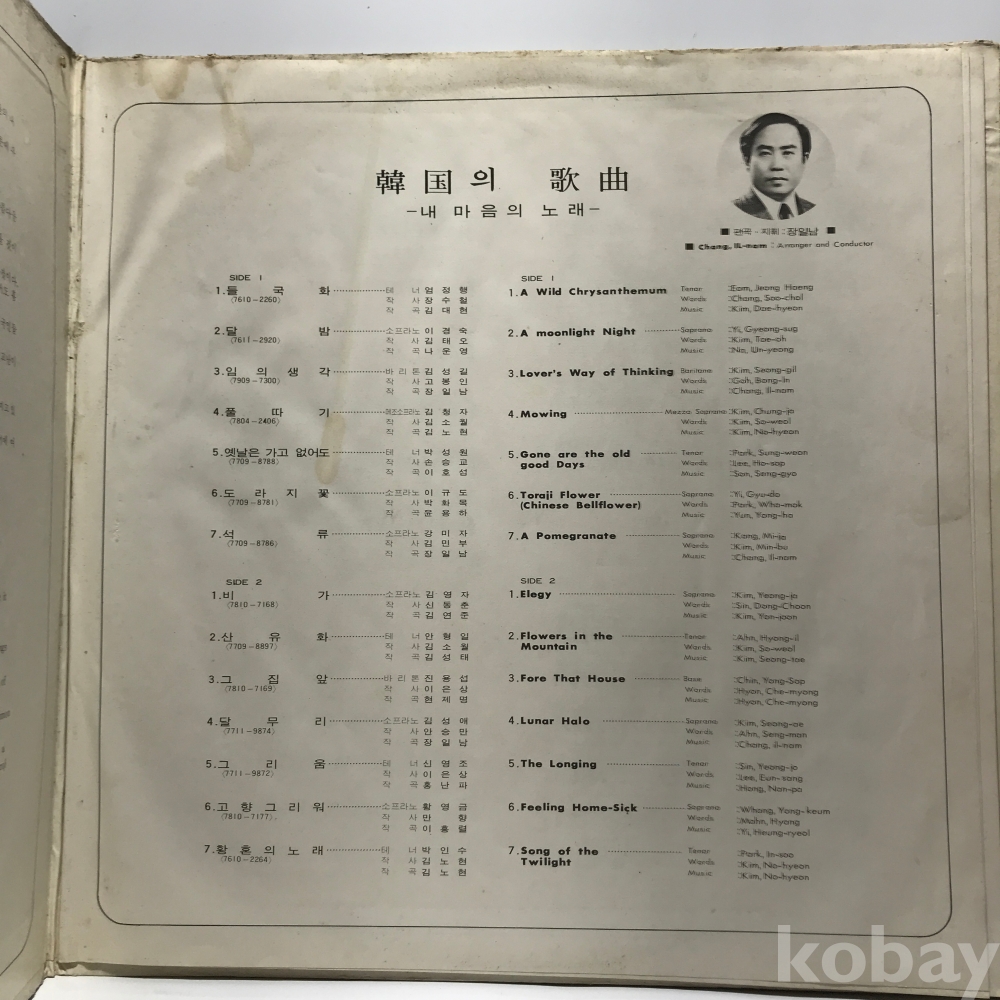 韓国의 歌曲
-내 마음의 노래-
■ 편곡·지휘 : 장일남 ■
■ Chang, Il-nam : Arranger and Conductor
SIDE 1
1.들국화 테너 엄정행
(7610-2260) 작사 장수철
작곡 김대현
2.달밤 소프라노 이경숙
(7611-2920) 작사 김태오
작곡 나운영
3.임의생각 바리톤 김성길
(7909-7300) 작사 고봉인
작곡 장일남
4.풀따기 메조소프라노 김청자
(7804-2406) 작사 김소월
작곡 김노현
5.옛날은 가고 없어도 테너 박성원
(7709-8788) 작사 손승교
작곡 이호섭
6.도라지꽃 소프라노 이규도
(7709-8781) 작사 박화목
작곡 윤용하
7.석류 소프라노 강미자
(7709-8786) 작사 김민부
작곡 장일남
SIDE 2
1.비가 소프라노 김영자
(7810-7168) 작사 신동춘
작곡 김연준
2.산유화 테너 안형일
(7709-8897) 작사 김소월
작곡 김성태
3.그집앞 바리톤 진용섭
(7810-7169) 작사 이은상
작곡 현제명
4.달무리 소프라노 김성애
(7711-9874) 작사 안승만
작곡 장일남
5.그리움 테너 신영조
(7711-9872) 작사 이은상
작곡 홍난파
6.고향그리워 소프라노 황영금
(7810-7177) 작사 만향
작곡 이흥렬
7.황혼의노래 테너 박인수
(7610-2264) 작사 김노현
작곡 김노현
SIDE 1
1.A Wild Chrysanthemum Tenor :Eom, Jeong Haeng
Words :Chang, Soo-chol
Music :Kim, Dae-hyeon
2.A moonlight Night Soprano :Yi, Gyeong-sug
Words :Kim, Tae-oh
Music :Na, Un-yeong
3.Lover's Way of Thinking Baritone :Kim, Seong-gil
Words :Goh, Bong-in
Music :Chang, Il-nam
4.Mowing Mezzo Soprano :Kim, Chung-ja
Words :Kim, So-weol
Music :Kim, No-hyeon
5.Gone are the old Tenor :Park, Sung-weon
good Days Words :Lee, Ho-sop
Music :Son, Seng-gyo
6.Toraji Flower Soprano :Yi, Gyu-do
(Chinese Bellflower) Words :Park, Wha-mok
Music :Yun, Yong-ha
7.A Pomegranate Soprano :Kang, Mi-ja
Words :Kim, Min-bu
Music :Chang, Il-nam
SIDE 2
1.Elegy Soprano :Kim, Yeong-ja
Words :Sin, Dong-Choon
Music :Kim, Yon-joon
2.Flowers in the Tenor :Ahn, Hyong-il
Mountain Words :Kim, So-weol
Music :Kim, Seong-tae
3.Fore That House Base :Chin, Yong-Sop
Words :Hyon, Che-myong
Music :Hyon, Che-myong
4.Lunar Halo Soprano :Kim, Seong-ae
Words :Ahn, Seng-man
Music :Chang, il-nam
5.The Longing Tenor :Sin, Yeong-jo
Words :Lee, Eun-sang
Music :Hong, Nan-pa
6.Feeling Home-Sick Soprano :Whang, Yong-keum
Words :Mahn, Hyang
Music :Yi, Heung-ryeol
7.Song of the Tenor :Park, In-soo
Twilight Words :Kim, No-hyeon
Music :Kim, No-hyeon
kobay